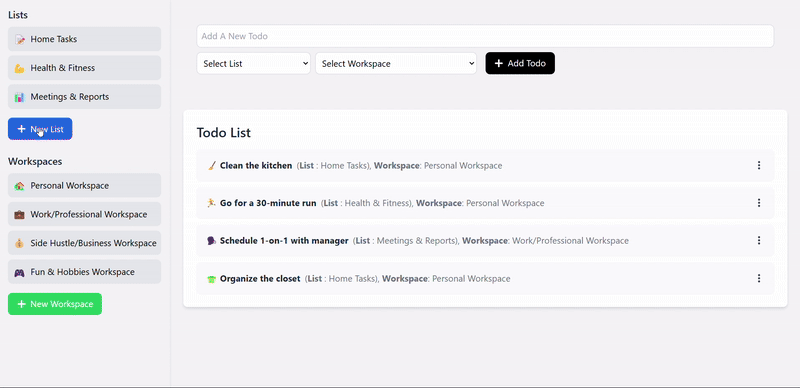 Lists
Home Tasks
Health & Fitness
Meetings & Reports
+ New List
Workspaces
Personal Workspace
Work/Professional Workspace
Side Hustle/Business Workspace
Fun & Hobbies Workspace
+ New Workspace
Add A New Todo
Select List Select Workspace + Add Todo
Todo List
Clean the kitchen (List : Home Tasks), Workspace: Personal Workspace
Go for a 30-minute run (List : Health & Fitness), Workspace: Personal Workspace
Schedule 1-on-1 with manager (List : Meetings & Reports), Workspace: Work/Professional Workspace
Organize the closet (List : Home Tasks), Workspace: Personal Workspace